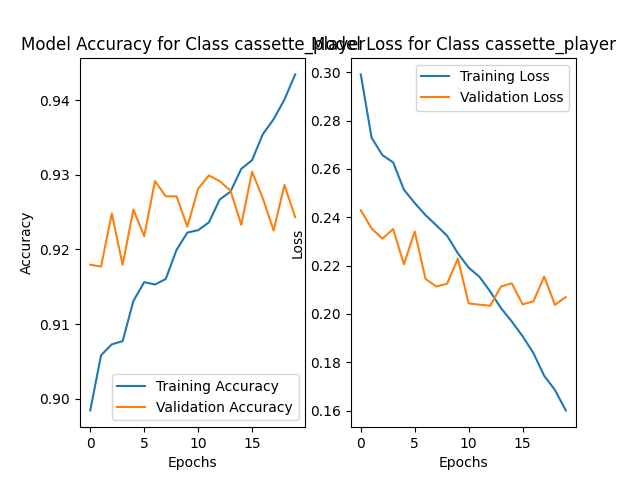 Model Accuracy for Class cassette_player
Model Loss for Class cassette_player
Accuracy
0.94
0.93
0.92
0.91
0.90
Training Accuracy
Validation Accuracy
0
5
10
15
Epochs
Loss
0.30
0.28
0.26
0.24
0.22
0.20
0.18
0.16
Training Loss
Validation Loss
0
5
10
15
Epochs